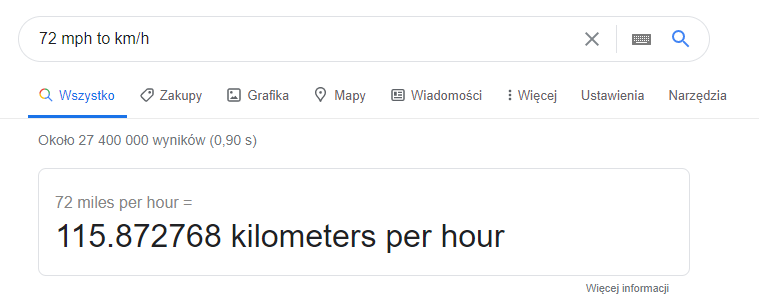 72 mph to km/h
Wszystko Zakupy Grafika Mapy Wiadomości Więcej Ustawienia Narzędzia
Około 27 400 000 wyników (0,90 s)
72 miles per hour =
115.872768 kilometers per hour
Więcej informacji